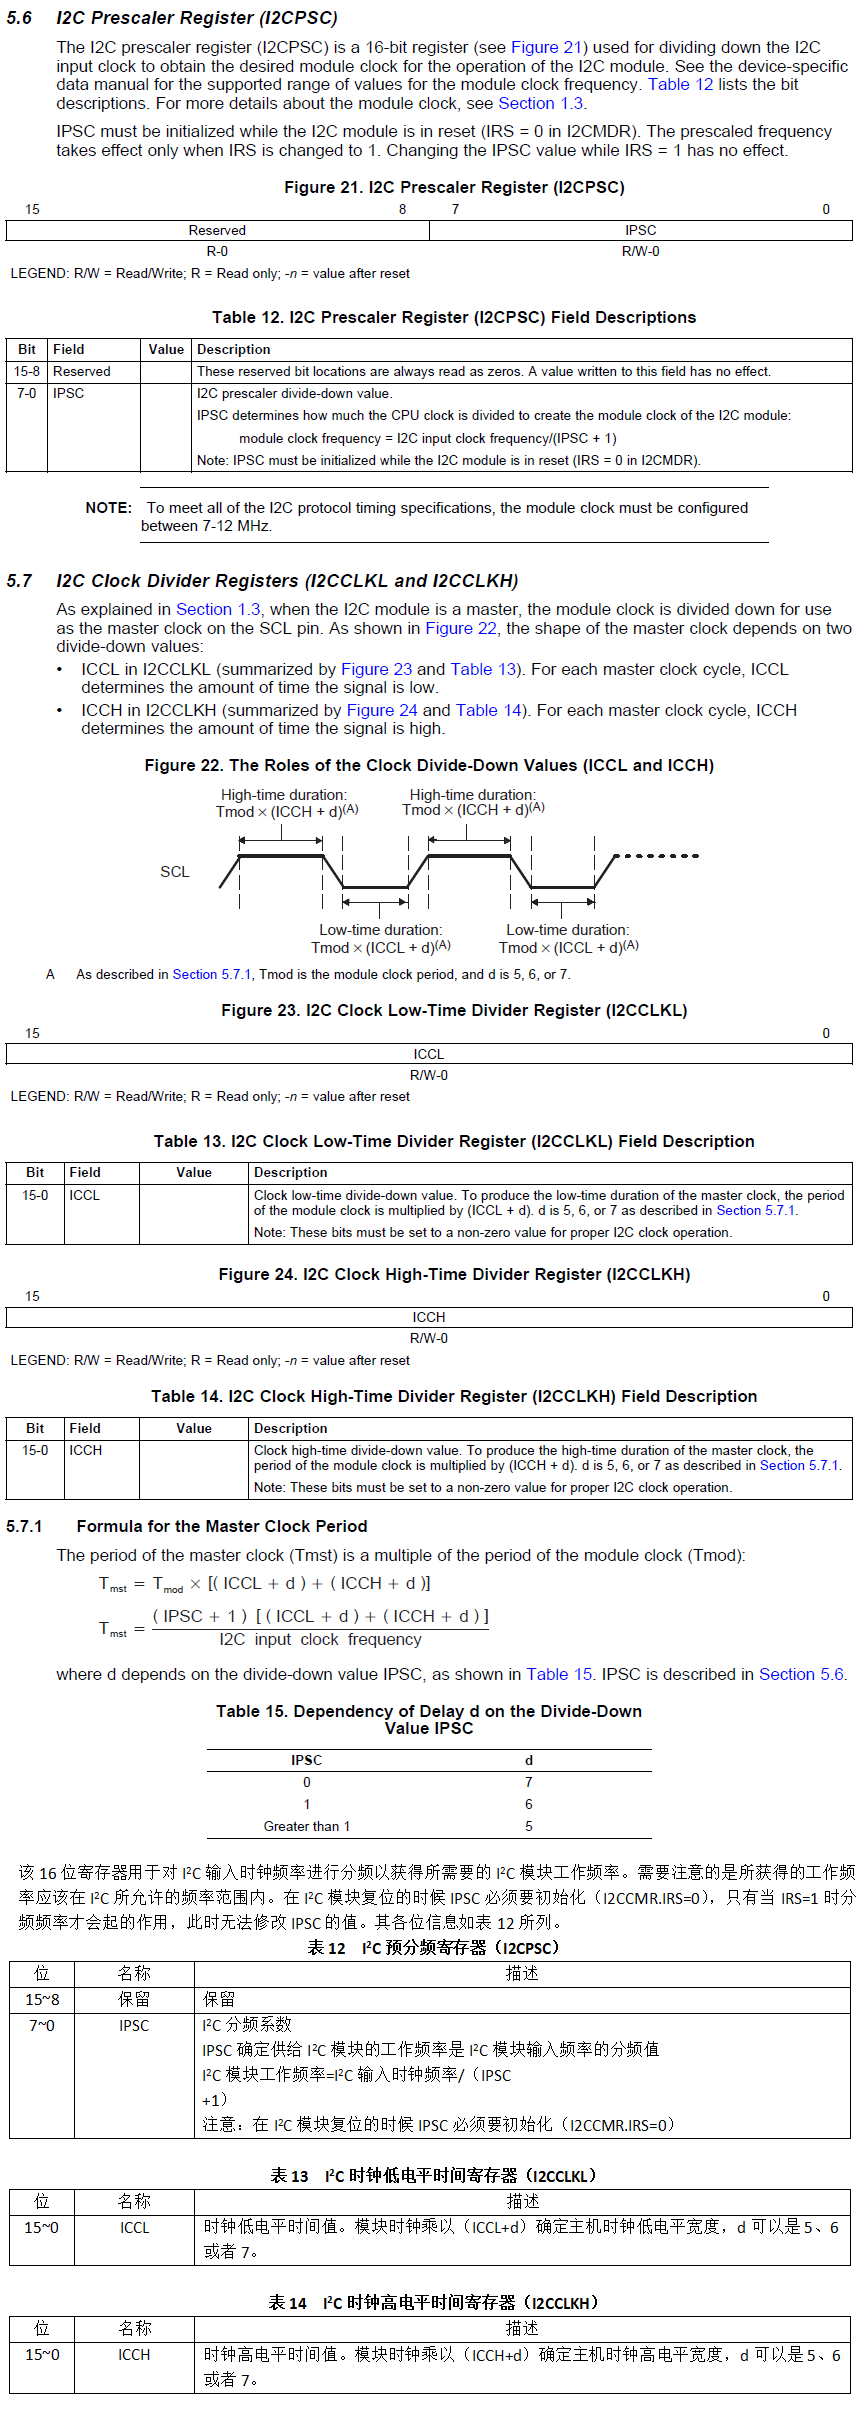 5.6 I2C Prescaler Register (I2CPSC)
The I2C prescaler register (I2CPSC) is a 16-bit register (see Figure 21) used for dividing down the I2C
input clock to obtain the desired module clock for the operation of the I2C module. See the device-specific
data manual for the supported range of values for the module clock frequency. Table 12 lists the bit
descriptions. For more details about the module clock, see Section 1.3.
IPSC must be initialized while the I2C module is in reset (IRS = 0 in I2CMDR). The prescaled frequency
takes effect only when IRS is changed to 1. Changing the IPSC value while IRS = 1 has no effect.
Figure 21. I2C Prescaler Register (I2CPSC)
15 8 7 0
Reserved IPSC
R-0 R/W-0
LEGEND: R/W = Read/Write; R = Read only; -n = value after reset
Table 12. I2C Prescaler Register (I2CPSC) Field Descriptions
Bit Field Value Description
15-8 Reserved These reserved bit locations are always read as zeros. A value written to this field has no effect.
7-0 IPSC I2C prescaler divide-down value.
IPSC determines how much the CPU clock is divided to create the module clock of the I2C module:
module clock frequency = I2C input clock frequency/(IPSC + 1)
Note: IPSC must be initialized while the I2C module is in reset (IRS = 0 in I2CMDR).
NOTE: To meet all of the I2C protocol timing specifications, the module clock must be configured
between 7-12 MHz.
5.7 I2C Clock Divider Registers (I2CCLKL and I2CCLKH)
As explained in Section 1.3, when the I2C module is a master, the module clock is divided down for use
as the master clock on the SCL pin. As shown in Figure 22, the shape of the master clock depends on two
divide-down values:
• ICCL in I2CCLKL (summarized by Figure 23 and Table 13). For each master clock cycle, ICCL
determines the amount of time the signal is low.
• ICCH in I2CCLKH (summarized by Figure 24 and Table 14). For each master clock cycle, ICCH
determines the amount of time the signal is high.
Figure 22. The Roles of the Clock Divide-Down Values (ICCL and ICCH)
High-time duration: High-time duration:
Tmod × (ICCH + d)(A) Tmod × (ICCH + d)(A)
SCL
Low-time duration: Low-time duration:
Tmod × (ICCL + d)(A) Tmod × (ICCL + d)(A)
A As described in Section 5.7.1, Tmod is the module clock period, and d is 5, 6, or 7.
Figure 23. I2C Clock Low-Time Divider Register (I2CCLKL)
15 0
ICCL
R/W-0
LEGEND: R/W = Read/Write; R = Read only; -n = value after reset
Table 13. I2C Clock Low-Time Divider Register (I2CCLKL) Field Description
Bit Field Value Description
15-0 ICCL Clock low-time divide-down value. To produce the low-time duration of the master clock, the period
of the module clock is multiplied by (ICCL + d). d is 5, 6, or 7 as described in Section 5.7.1.
Note: These bits must be set to a non-zero value for proper I2C clock operation.
Figure 24. I2C Clock High-Time Divider Register (I2CCLKH)
15 0
ICCH
R/W-0
LEGEND: R/W = Read/Write; R = Read only; -n = value after reset
Table 14. I2C Clock High-Time Divider Register (I2CCLKH) Field Description
Bit Field Value Description
15-0 ICCH Clock high-time divide-down value. To produce the high-time duration of the master clock, the
period of the module clock is multiplied by (ICCH + d). d is 5, 6, or 7 as described in Section 5.7.1.
Note: These bits must be set to a non-zero value for proper I2C clock operation.
5.7.1 Formula for the Master Clock Period
The period of the master clock (Tmst) is a multiple of the period of the module clock (Tmod):
Tmst = Tmod × [( ICCL + d ) + ( ICCH + d )]
( IPSC + 1 ) [ ( ICCL + d ) + ( ICCH + d ) ]
Tmst =
I2C input clock frequency
where d depends on the divide-down value IPSC, as shown in Table 15. IPSC is described in Section 5.6.
Table 15. Dependency of Delay d on the Divide-Down
Value IPSC
IPSC d
0 7
1 6
Greater than 1 5
该 16 位寄存器用于对 I²C 输入时钟频率进行分频以获得所需要的 I²C 模块工作频率。需要注意的是所获得的工作频
率应该在 I²C 所允许的频率范围内。在 I²C 模块复位的时候 IPSC 必须要初始化（I2CCMR.IRS=0），只有当 IRS=1 时分
频频率才会起的作用，此时无法修改 IPSC 的值。其各位信息如表 12 所列。
表 12 I²C 预分频寄存器（I2CPSC）
位 名称 描述
15~8 保留 保留
7~0 IPSC I²C 分频系数
IPSC 确定供给 I²C 模块的工作频率是 I²C 模块输入频率的分频值
I²C 模块工作频率=I²C 输入时钟频率/（IPSC
+1）
注意：在 I²C 模块复位的时候 IPSC 必须要初始化（I2CCMR.IRS=0）
表 13 I²C 时钟低电平时间寄存器（I2CCLKL）
位 名称 描述
15~0 ICCL 时钟低电平时间值。模块时钟乘以（ICCL+d）确定主机时钟低电平宽度，d 可以是 5、6
或者 7。
表 14 I²C 时钟高电平时间寄存器（I2CCLKH）
位 名称 描述
15~0 ICCH 时钟高电平时间值。模块时钟乘以（ICCH+d）确定主机时钟高电平宽度，d 可以是 5、6
或者 7。